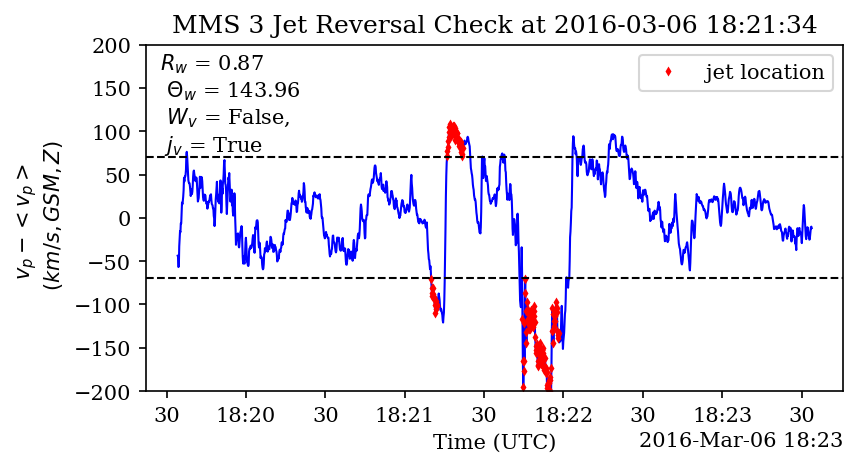 MMS 3 Jet Reversal Check at 2016-03-06 18:21:34
R_w = 0.87
Θ_w = 143.96
W_v = False,
j_v = True
jet location
200
150
100
50
0
−50
−100
−150
−200
v_p − < v_p >
(km/s, GSM, Z)
30 18:20 30 18:21 30 18:22 30 18:23 30
Time (UTC)
2016-Mar-06 18:23